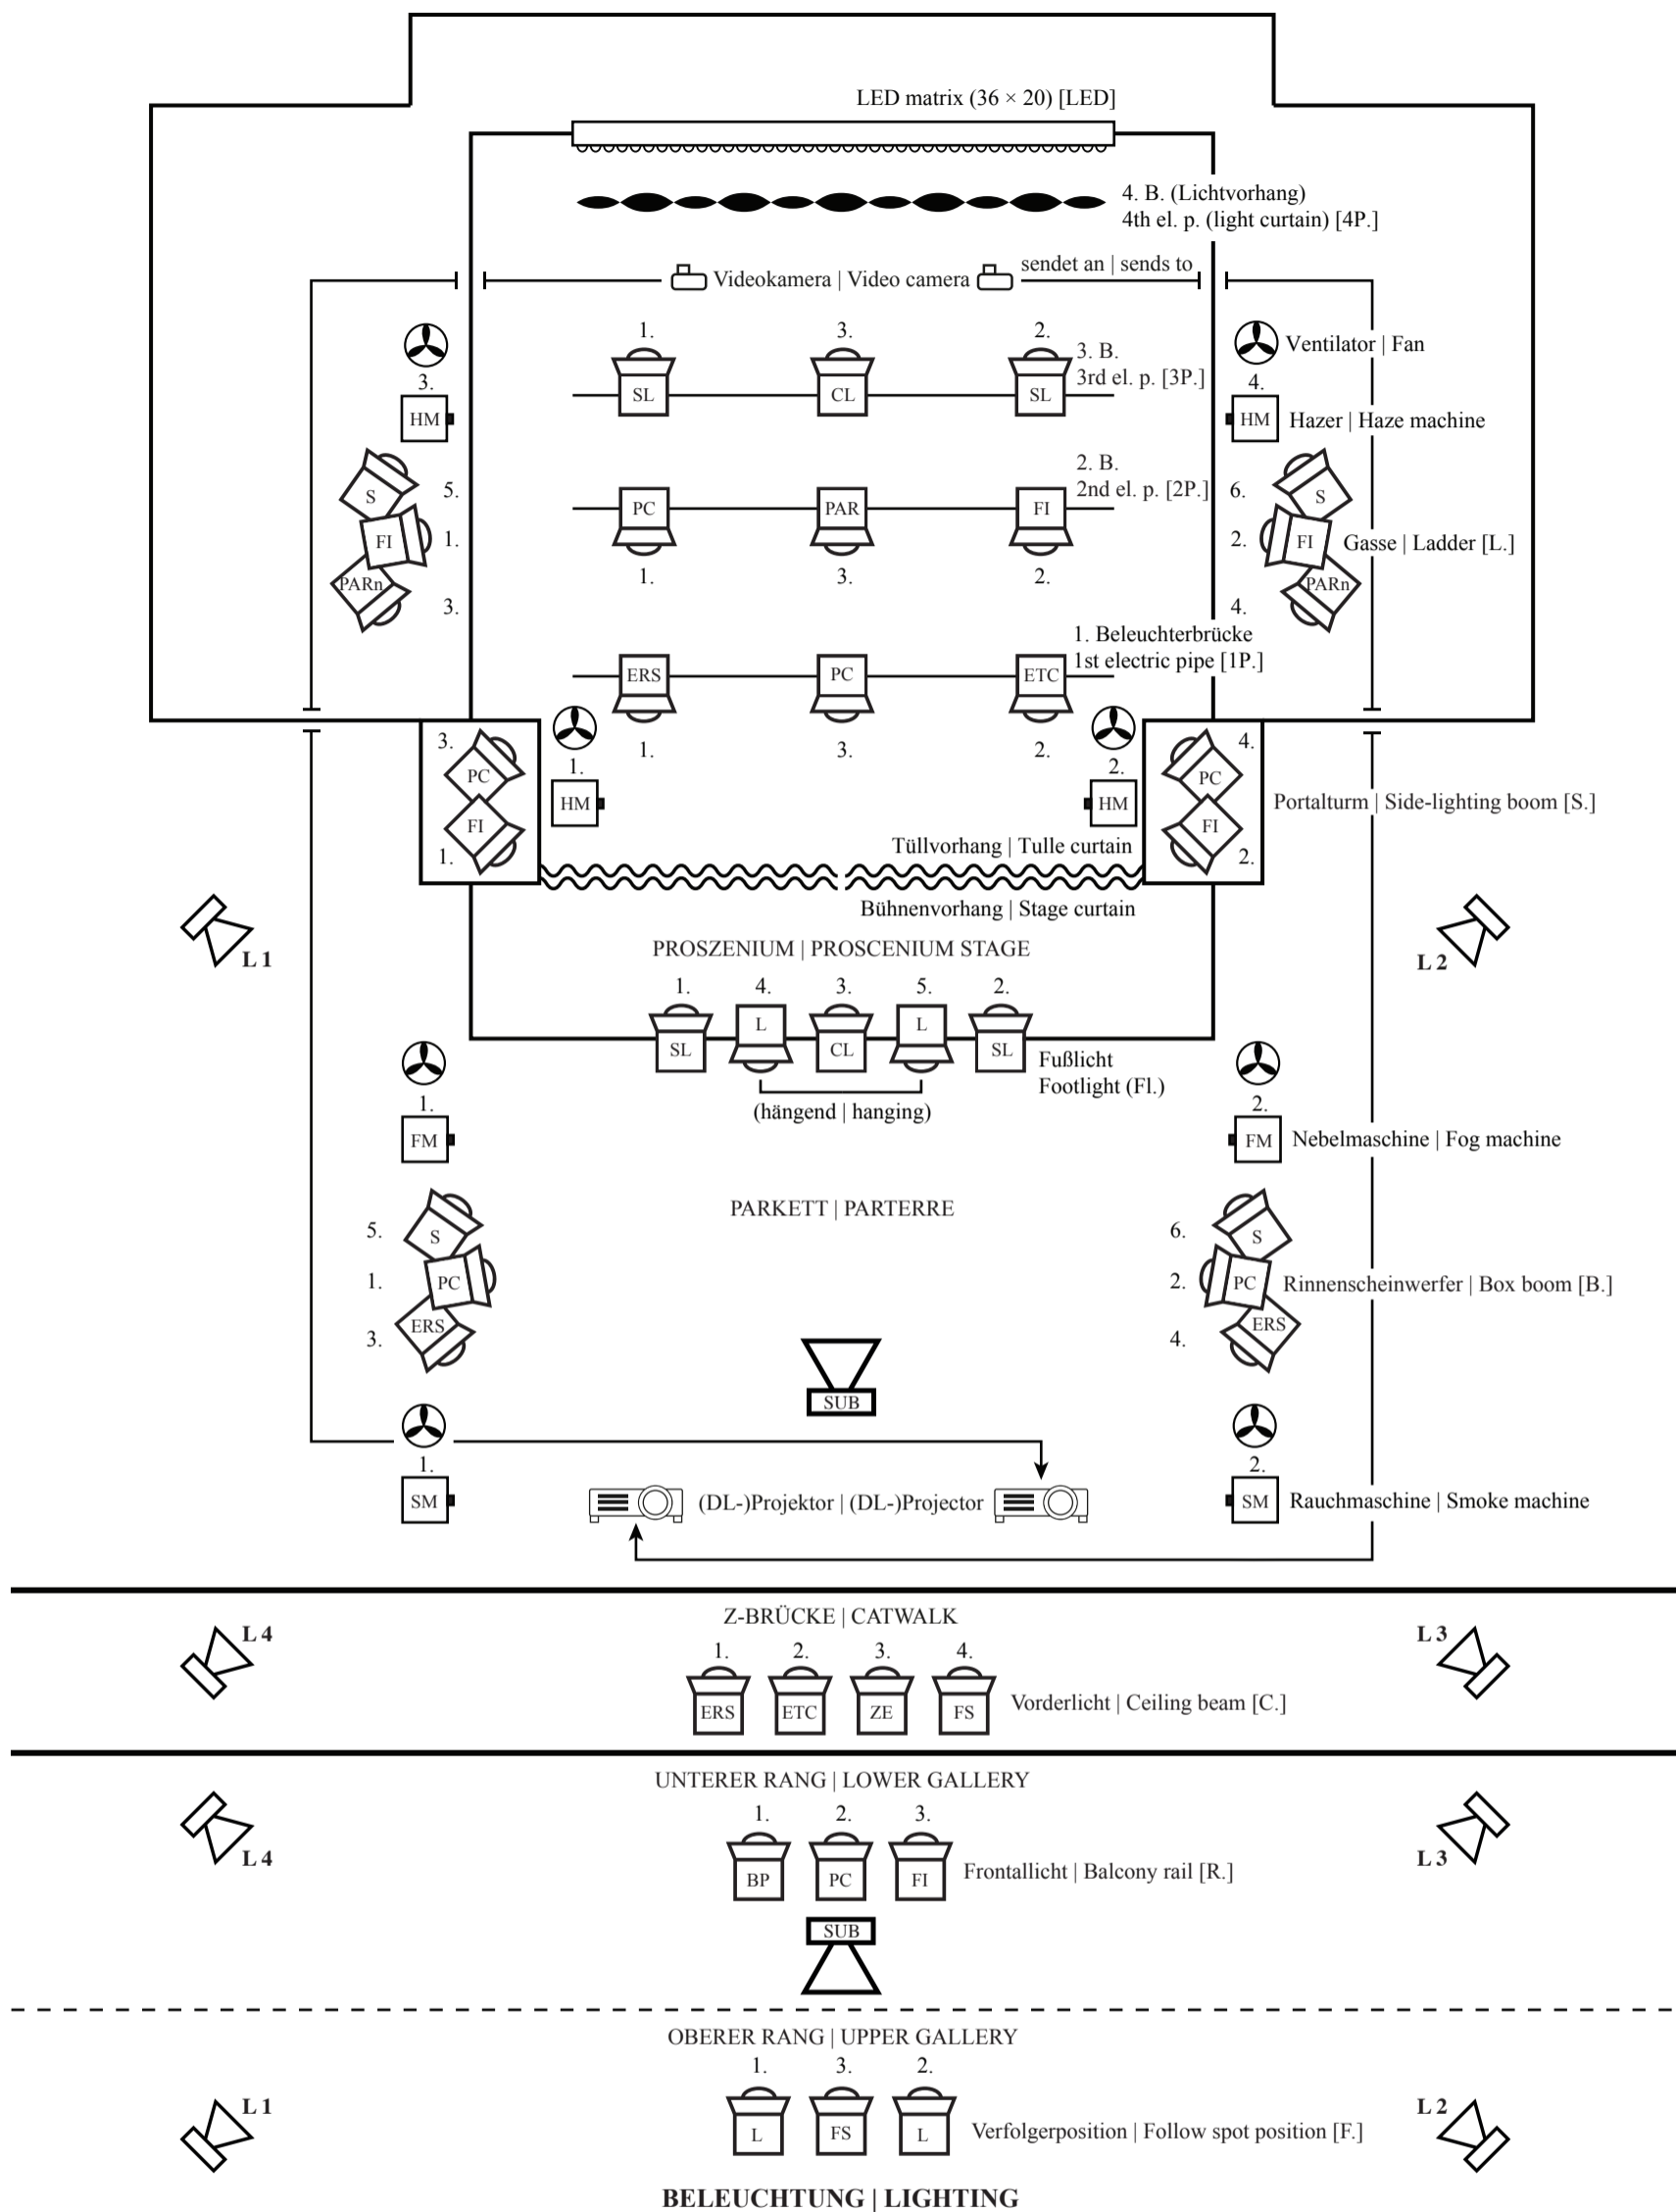 LED matrix (36 × 20) [LED]
4. B. (Lichtvorhang)
4th el. p. (light curtain) [4P.]
sendet an | sends to
Videokamera | Video camera
1. 3. 2.
3. B.
3rd el. p. [3P.]
Ventilator | Fan
3. 4.
SL CL SL
HM HM Hazer | Haze machine
2. B.
2nd el. p. [2P.]
S 5. 6. S
PC PAR FI
FI 1. 2. FI Gasse | Ladder [L.]
1. 3. 2.
PARn PARn
3. 4.
1. Beleuchterbrücke
1st electric pipe [1P.]
ERS PC ETC
3. 4.
1. 3. 2.
1. 2.
PC PC
HM HM Portalturm | Side-lighting boom [S.]
FI FI
1. 2.
Tüllvorhang | Tulle curtain
Bühnenvorhang | Stage curtain
PROSZENIUM | PROSCENIUM STAGE
L 1 L 2
1. 4. 3. 5. 2.
L L
SL CL SL
Fußlicht
Footlight (Fl.)
(hängend | hanging)
1. 2.
FM FM Nebelmaschine | Fog machine
PARKETT | PARTERRE
5. S 6. S
1. PC 2. PC Rinnenscheinwerfer | Box boom [B.]
3. ERS 4. ERS
SUB
1. 2.
SM (DL-)Projektor | (DL-)Projector SM Rauchmaschine | Smoke machine
Z-BRÜCKE | CATWALK
L 4 L 3
1. 2. 3. 4.
ERS ETC ZE FS Vorderlicht | Ceiling beam [C.]
UNTERER RANG | LOWER GALLERY
1. 2. 3.
L 4 L 3
BP PC FI Frontallicht | Balcony rail [R.]
SUB
OBERER RANG | UPPER GALLERY
1. 3. 2.
L 1 L 2
L FS L Verfolgerposition | Follow spot position [F.]
BELEUCHTUNG | LIGHTING